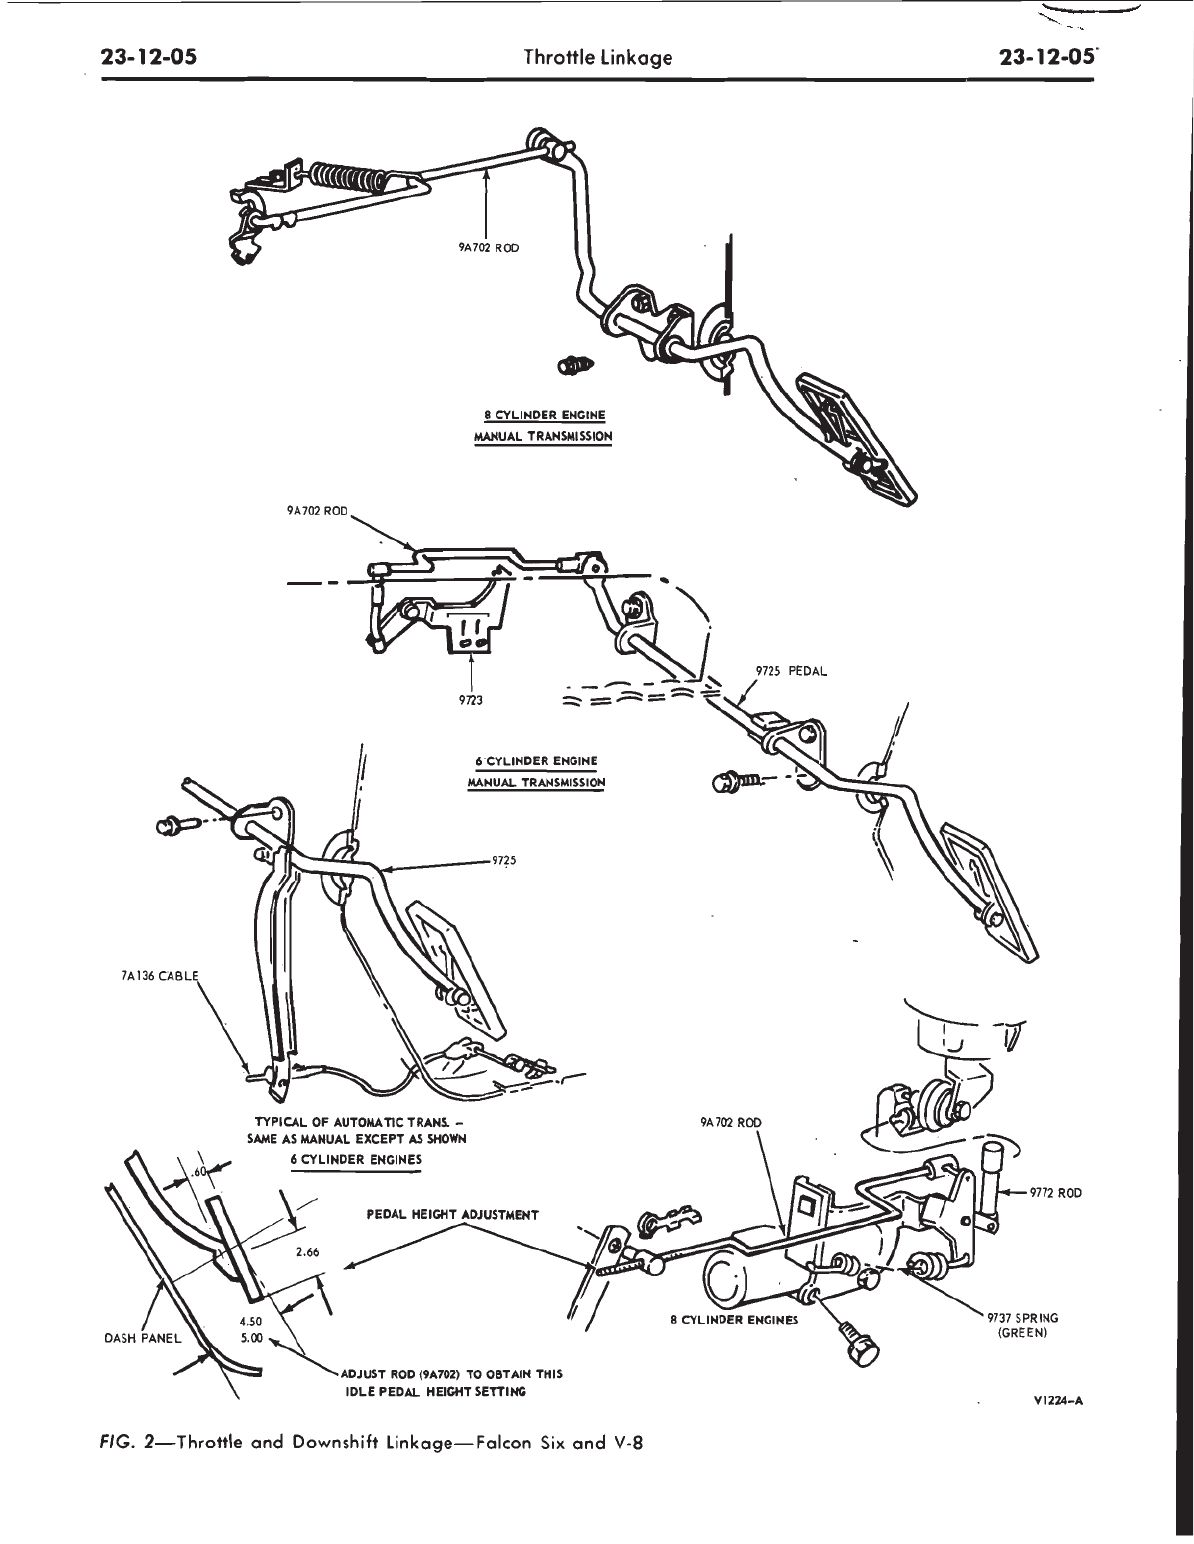 23-12-05 Throttle Linkage 23-12-05
9A702 ROD
8 CYLINDER ENGINE
MANUAL TRANSMISSION
9A702 ROD
9723
9725 PEDAL
6 CYLINDER ENGINE
MANUAL TRANSMISSION
9725
7A136 CABLE
TYPICAL OF AUTOMATIC TRANS. –
SAME AS MANUAL EXCEPT AS SHOWN
6 CYLINDER ENGINES
9A702 ROD
9772 ROD
.60
PEDAL HEIGHT ADJUSTMENT
2.66
4.50
5.00
DASH PANEL
8 CYLINDER ENGINES
9737 SPRING
(GREEN)
ADJUST ROD (9A702) TO OBTAIN THIS
IDLE PEDAL HEIGHT SETTING
V1224-A
FIG. 2—Throttle and Downshift Linkage—Falcon Six and V-8